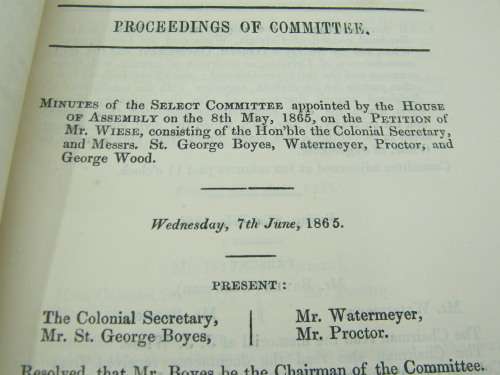 PROCEEDINGS OF COMMITTEE.
MINUTES of the SELECT COMMITTEE appointed by the HOUSE
OF ASSEMBLY on the 8th May, 1865, on the PETITION of
Mr. WIESE, consisting of the Hon'ble the Colonial Secretary,
and Messrs. St. George Boyes, Watermeyer, Proctor, and
George Wood.
Wednesday, 7th June, 1865.
PRESENT:
The Colonial Secretary,
Mr. St. George Boyes,
Mr. Watermeyer,
Mr. Proctor.
Resolved, that Mr. Boyes be the Chairman of the Committee.